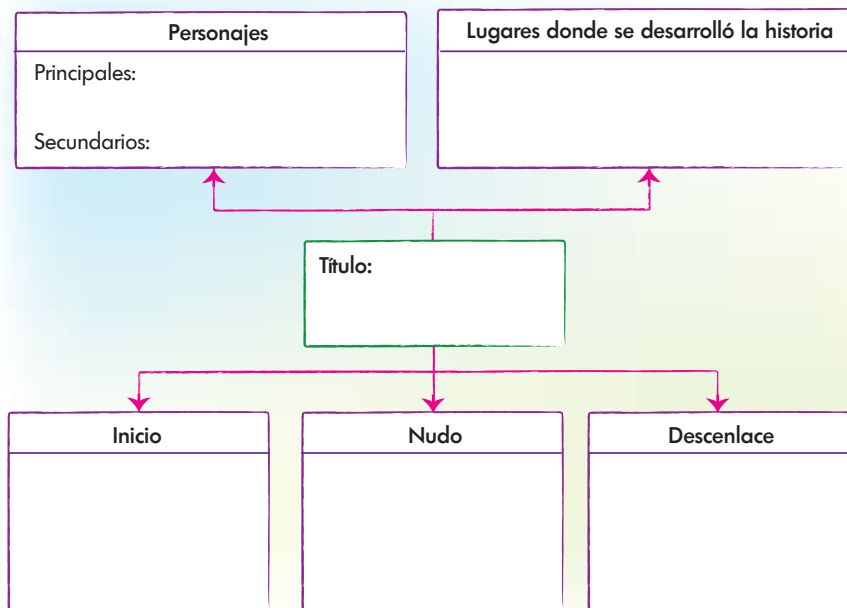 Personajes
Principales:
Secundarios:
Lugares donde se desarrolló la historia
Título:
Inicio
Nudo
Descenlace